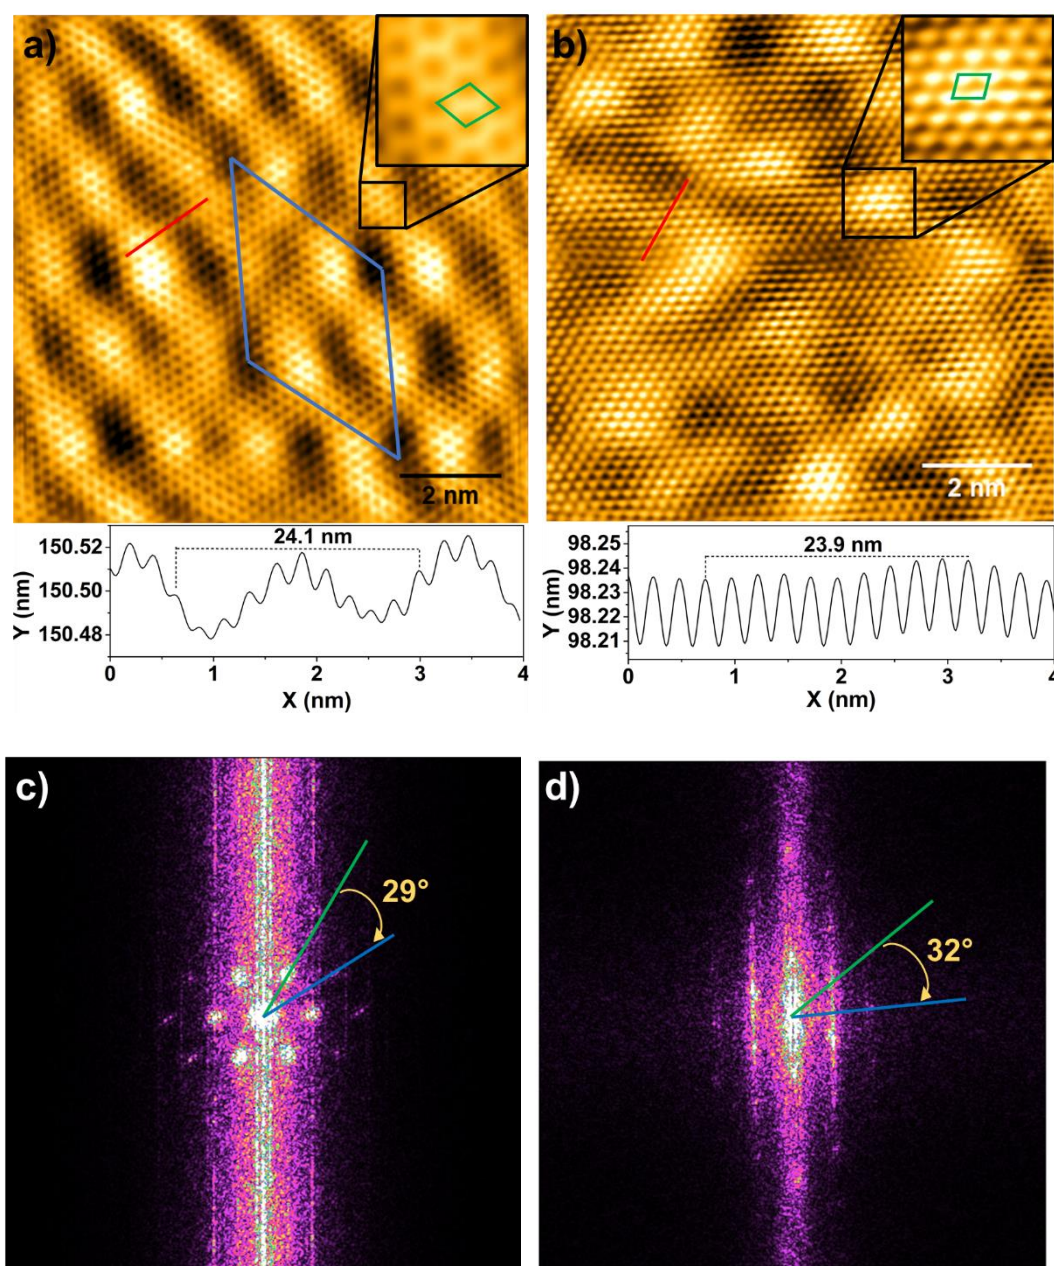 a)
2 nm
24.1 nm
150.52
150.50
150.48
Y (nm)
0 1 2 3 4
X (nm)
b)
2 nm
23.9 nm
98.25
98.24
98.23
98.22
98.21
Y (nm)
0 1 2 3 4
X (nm)
c)
29°
d)
32°